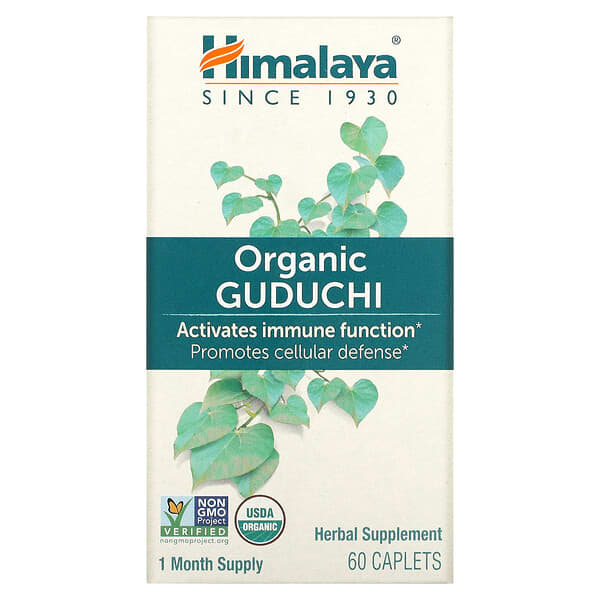 Himalaya®
SINCE 1930
Organic
GUDUCHI
Activates immune function*
Promotes cellular defense*
NON
GMO
Project
VERIFIED
nongmoproject.org
USDA
ORGANIC
Herbal Supplement
1 Month Supply
60 CAPLETS